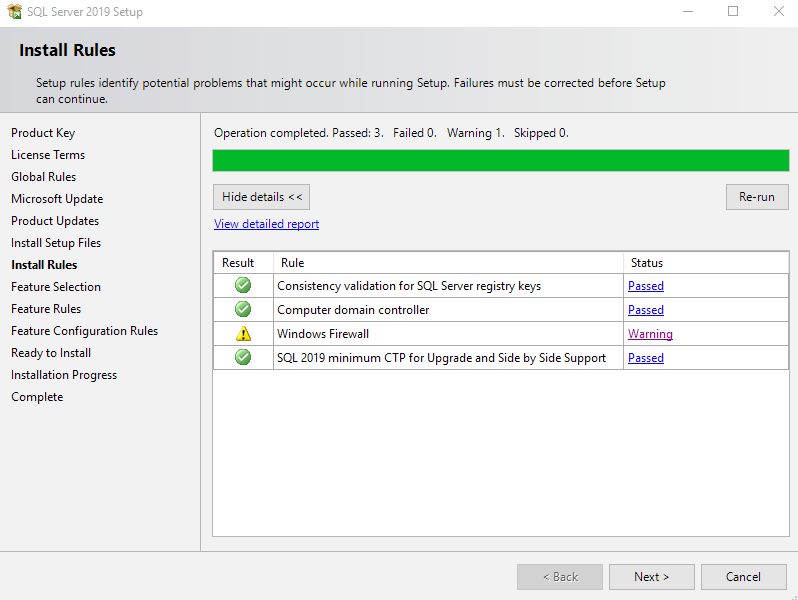 SQL Server 2019 Setup
Install Rules
Setup rules identify potential problems that might occur while running Setup. Failures must be corrected before Setup
can continue.
Product Key
License Terms
Global Rules
Microsoft Update
Product Updates
Install Setup Files
Install Rules
Feature Selection
Feature Rules
Feature Configuration Rules
Ready to Install
Installation Progress
Complete
Operation completed. Passed: 3. Failed 0. Warning 1. Skipped 0.
Hide details << Re-run
View detailed report
Result Rule Status
Consistency validation for SQL Server registry keys Passed
Computer domain controller Passed
Windows Firewall Warning
SQL 2019 minimum CTP for Upgrade and Side by Side Support Passed
< Back Next > Cancel